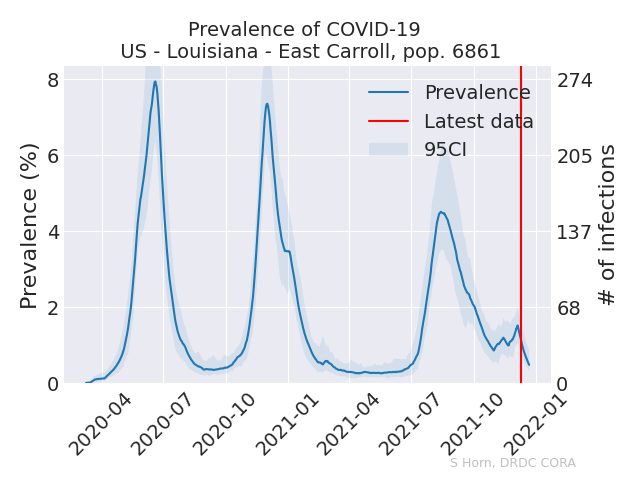 Prevalence of COVID-19
US - Louisiana - East Carroll, pop. 6861
Prevalence (%)
8
6
4
2
0
Prevalence
Latest data
95CI
274
205
137
68
0
# of infections
2020-04
2020-07
2020-10
2021-01
2021-04
2021-07
2021-10
2022-01
S Horn, DRDC CORA